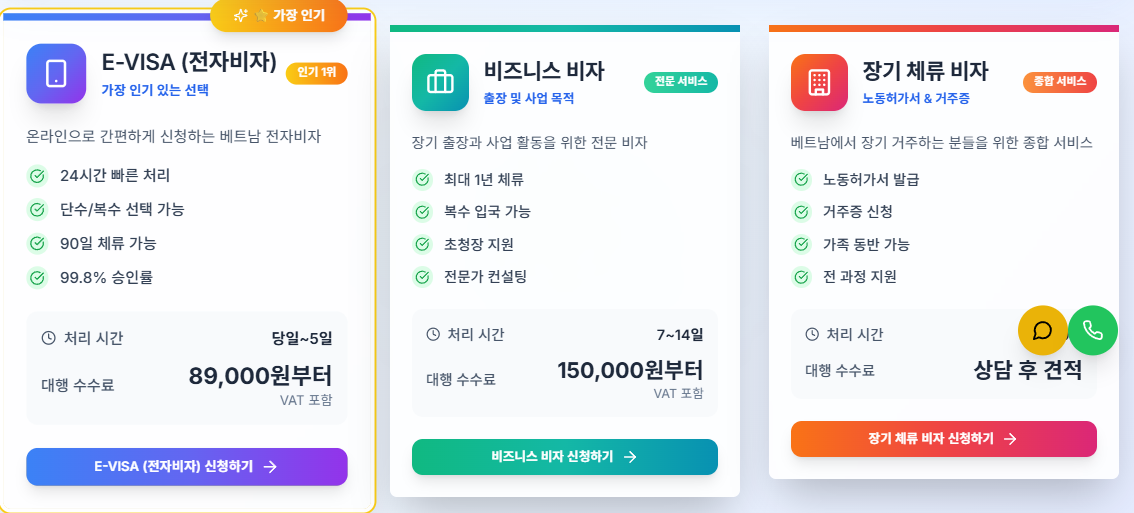 ⭐ 가장 인기
E-VISA (전자비자)
인기 1위
가장 인기 있는 선택
온라인으로 간편하게 신청하는 베트남 전자비자
24시간 빠른 처리
단수/복수 선택 가능
90일 체류 가능
99.8% 승인률
처리 시간
당일~5일
대행 수수료
89,000원부터
VAT 포함
E-VISA (전자비자) 신청하기
비즈니스 비자
전문 서비스
출장 및 사업 목적
장기 출장과 사업 활동을 위한 전문 비자
최대 1년 체류
복수 입국 가능
초청장 지원
전문가 컨설팅
처리 시간
7~14일
대행 수수료
150,000원부터
VAT 포함
비즈니스 비자 신청하기
장기 체류 비자
종합 서비스
노동허가서 & 거주증
베트남에서 장기 거주하는 분들을 위한 종합 서비스
노동허가서 발급
거주증 신청
가족 동반 가능
전 과정 지원
처리 시간
대행 수수료
상담 후 견적
장기 체류 비자 신청하기